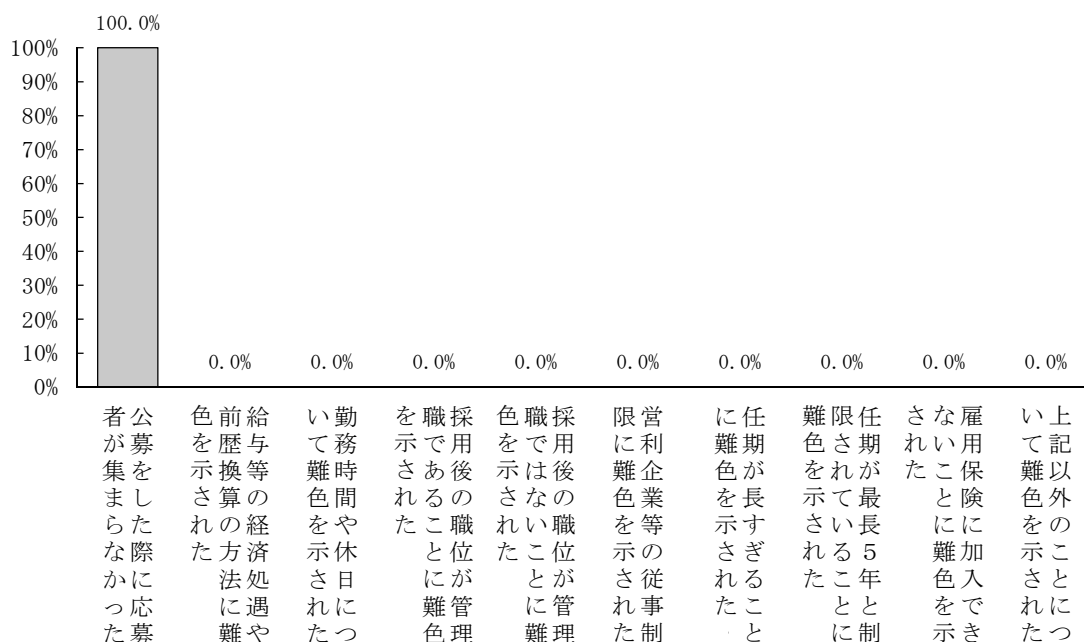 100.0%
100%
90%
80%
70%
60%
50%
40%
30%
20%
10%
0%
0.0%
0.0%
0.0%
0.0%
0.0%
0.0%
0.0%
0.0%
0.0%
公募をした際に応募
者が集まらなかった
給与等の経済処遇や
前歴換算の方法に難
色を示された
勤務時間や休日につ
いて難色を示された
採用後の職位が管理
職であることに難色
を示された
採用後の職位が管理
職ではないことに難
色を示された
営利企業等の従事制
限に難色を示された
任期が長すぎること
に難色を示された
任期が最長5年と制
限されていることに
難色を示された
雇用保険に加入でき
ないことに難色を示
された
上記以外のことにつ
いて難色を示された